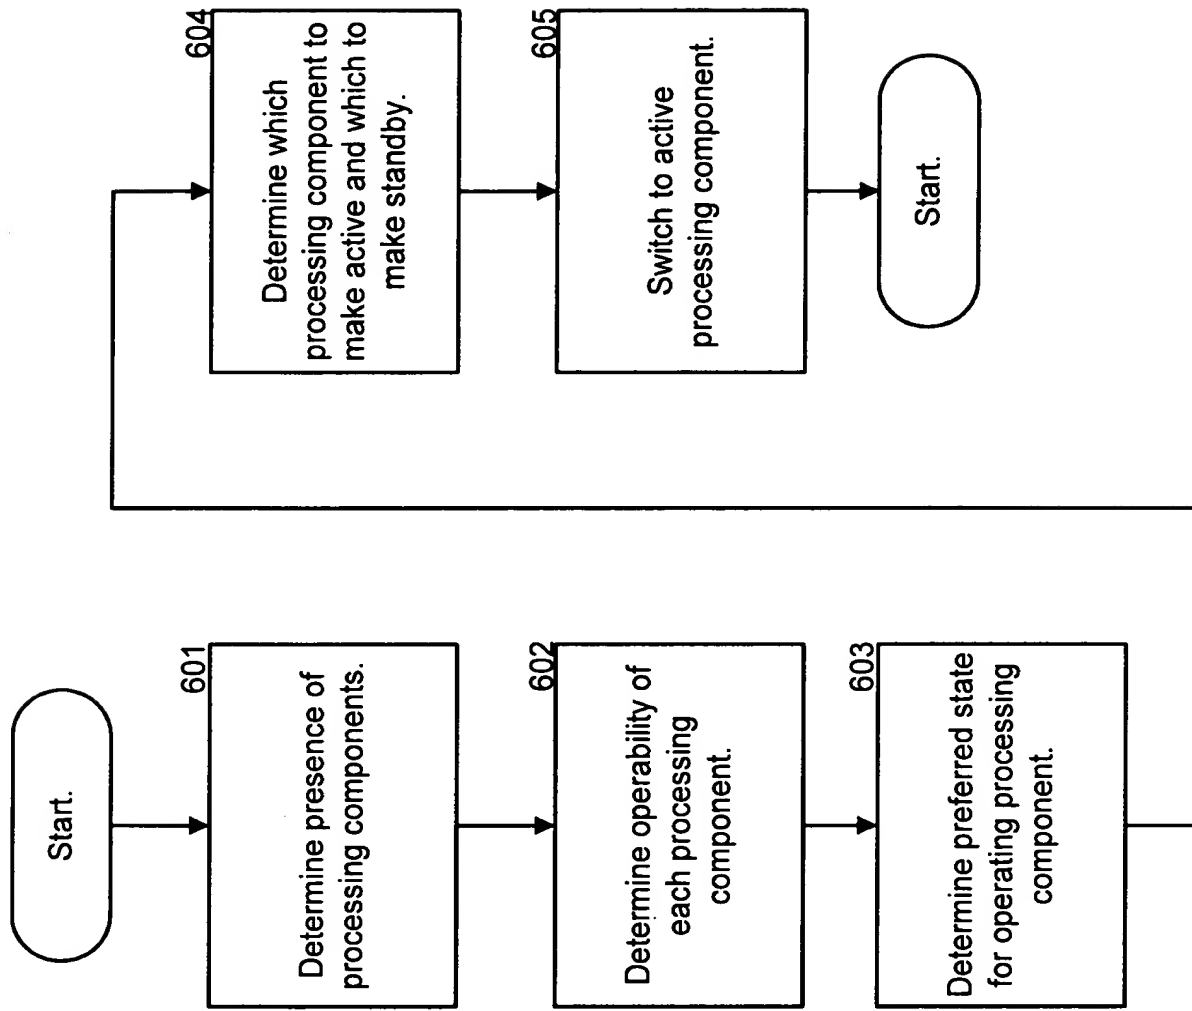 Start.
601
Determine presence of
processing components.
602
Determine operability of
each processing
component.
603
Determine preferred state
for operating processing
component.
604
Determine which
processing component to
make active and which to
make standby.
605
Switch to active
processing component.
Start.